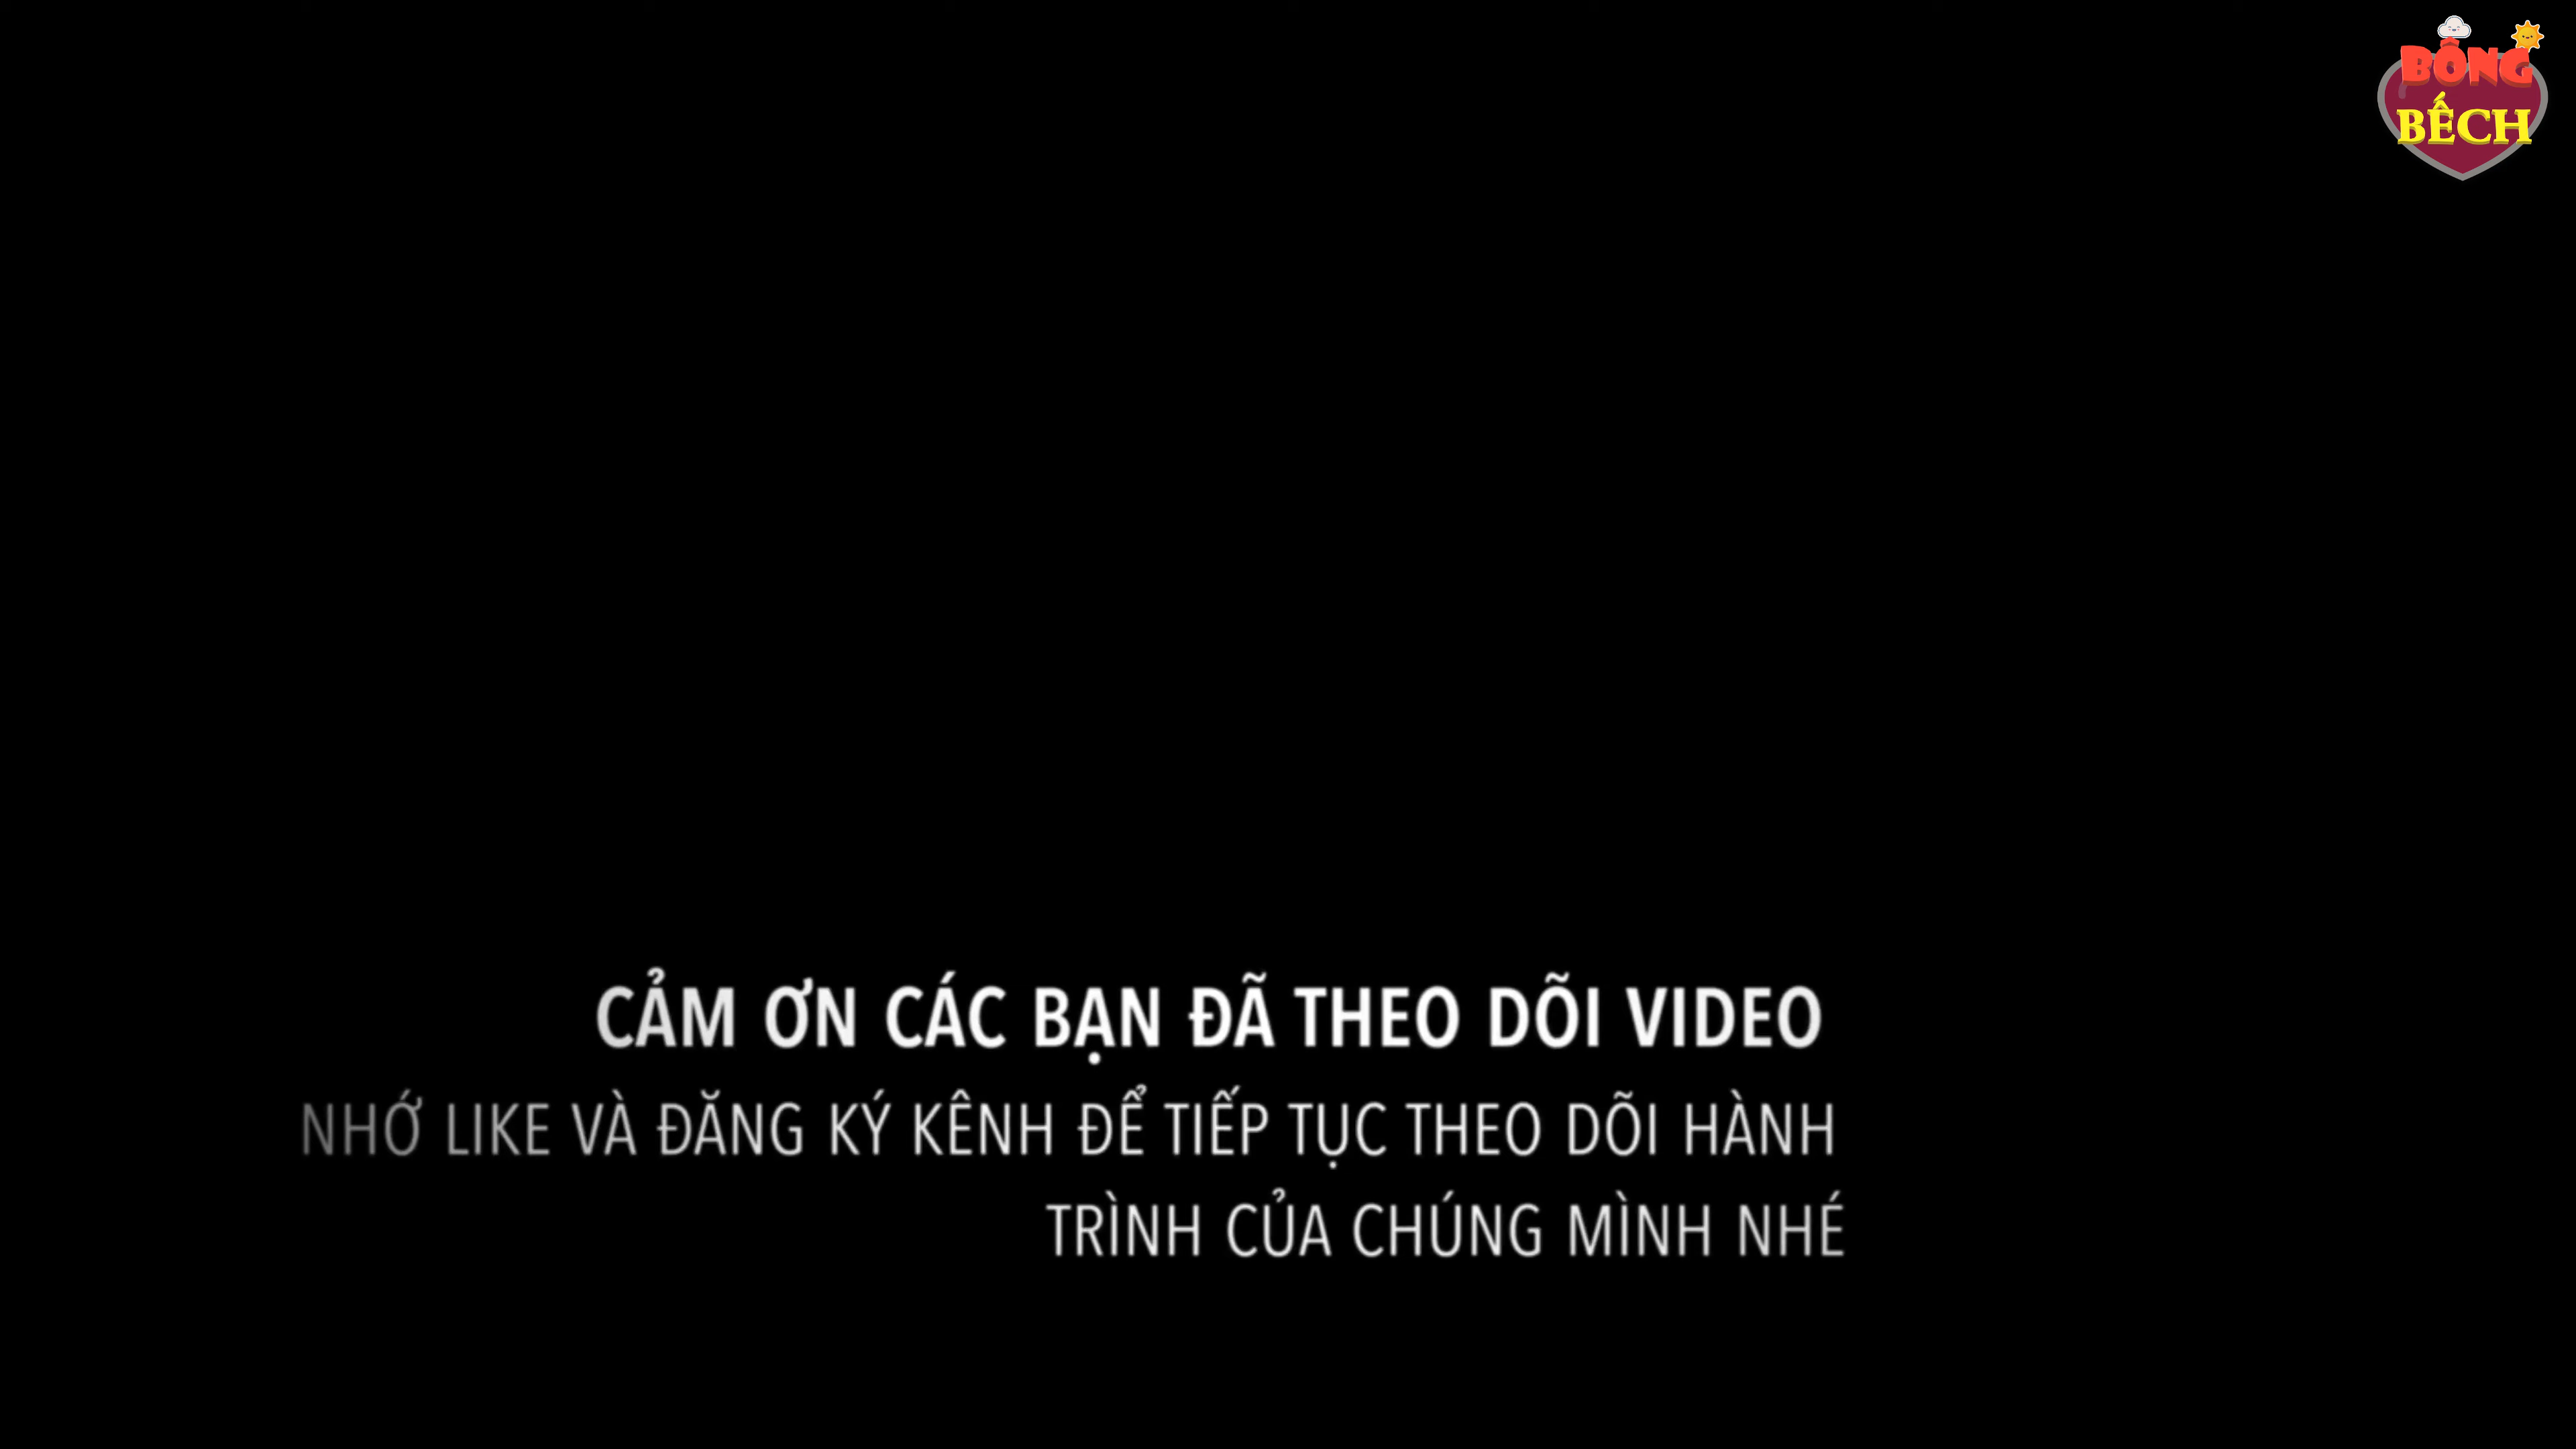 BÔNG
BẾCH
CẢM ƠN CÁC BẠN ĐÃ THEO DÕI VIDEO
NHỚ LIKE VÀ ĐĂNG KÝ KÊNH ĐỂ TIẾP TỤC THEO DÕI HÀNH
TRÌNH CỦA CHÚNG MÌNH NHÉ